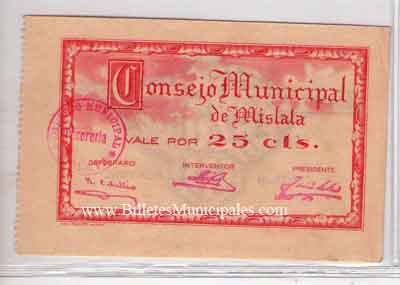 Consejo Municipal
de Mislata
VALE POR 25 cts.
DEPOSITARIO INTERVENTOR PRESIDENTE
www.BilletesMunicipales.com